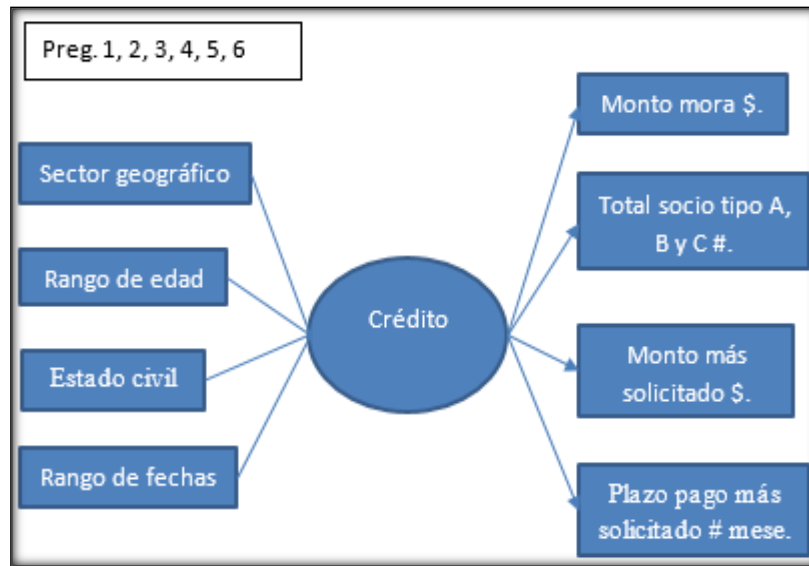 Preg. 1, 2, 3, 4, 5, 6
Sector geográfico
Rango de edad
Estado civil
Rango de fechas
Crédito
Monto mora $.
Total socio tipo A,
B y C #.
Monto más
solicitado $.
Plazo pago más
solicitado # mese.